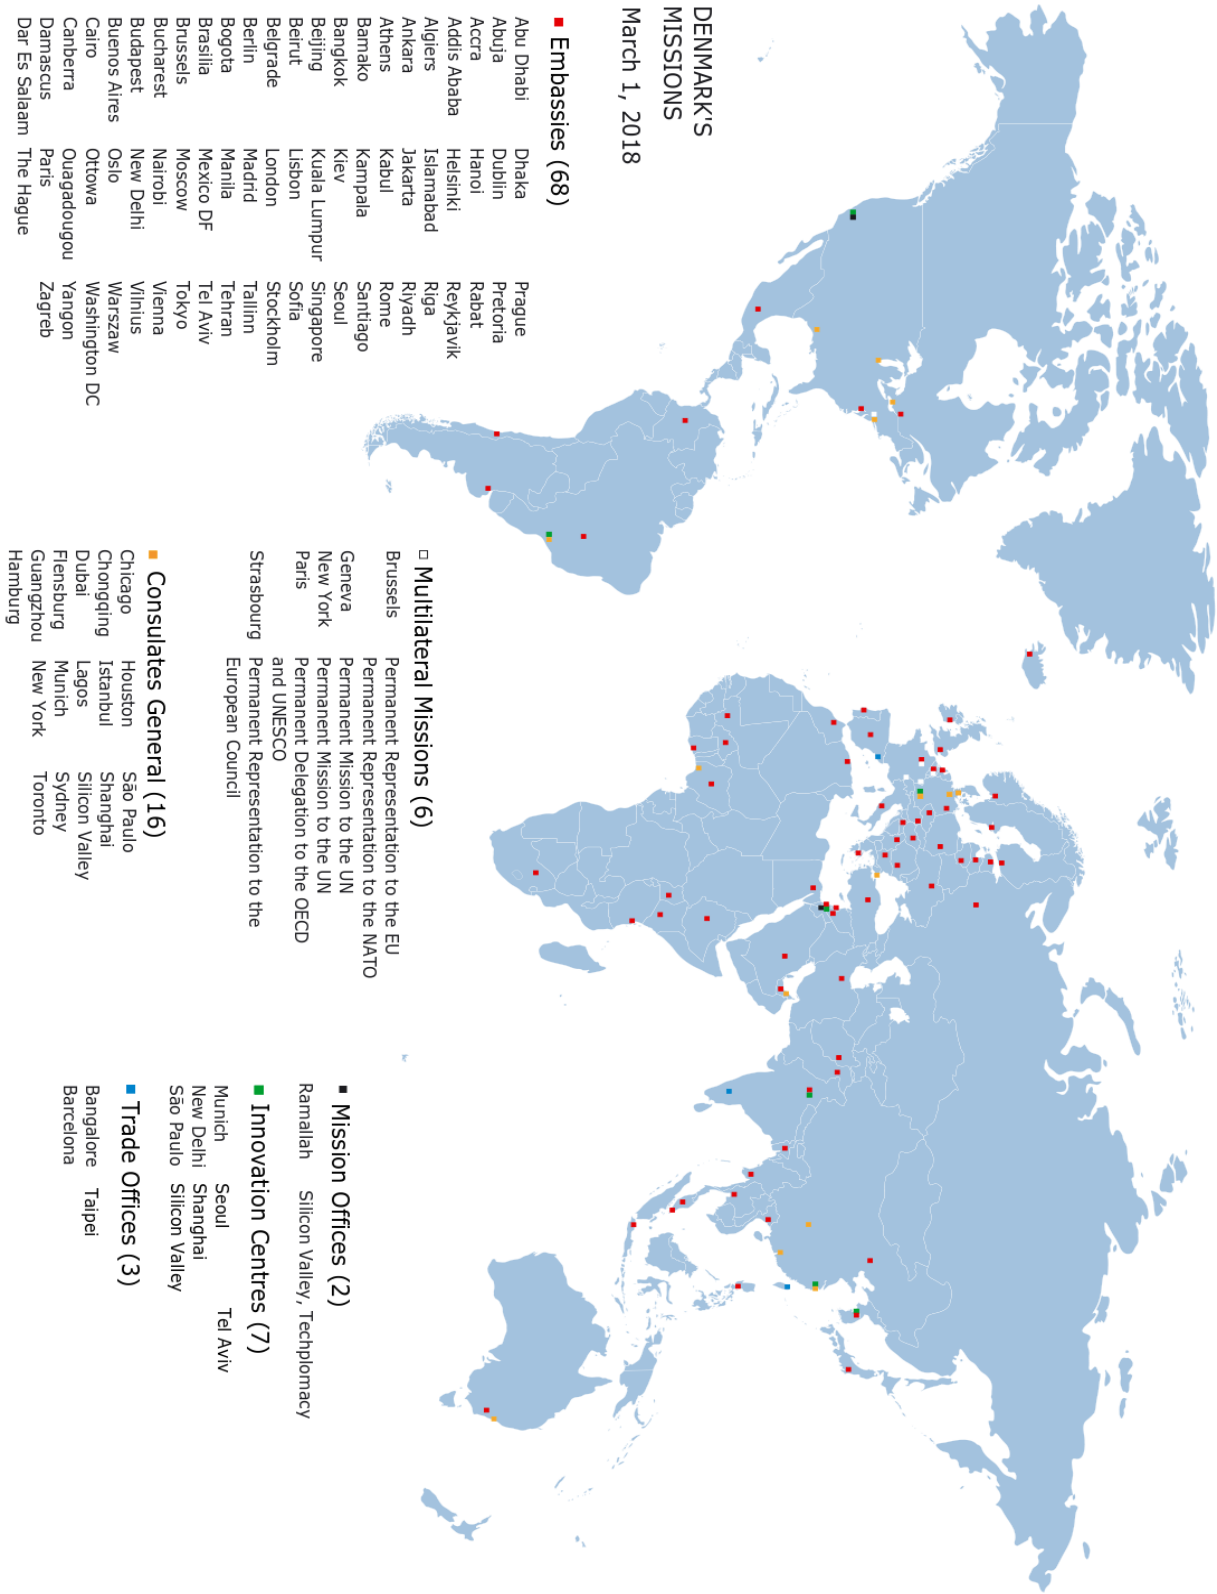 DENMARK'S
MISSIONS
March 1, 2018
Embassies (68)
Abu Dhabi
Abuja
Accra
Addis Ababa
Algiers
Ankara
Athens
Bamako
Bangkok
Beijing
Beirut
Belgrade
Berlin
Bogota
Brasilia
Brussels
Bucharest
Budapest
Buenos Aires
Cairo
Canberra
Damascus
Dar Es Salaam
Dhaka
Dublin
Hanoi
Helsinki
Islamabad
Jakarta
Kabul
Kampala
Kiev
Kuala Lumpur
Lisbon
London
Madrid
Manila
Mexico DF
Moscow
Nairobi
New Delhi
Oslo
Ottowa
Ouagadougou
Paris
The Hague
Prague
Pretoria
Rabat
Reykjavik
Riga
Riyadh
Rome
Santiago
Seoul
Singapore
Sofia
Stockholm
Tallinn
Tehran
Tel Aviv
Tokyo
Vienna
Vilnius
Warszaw
Washington DC
Yangon
Zagreb
Multilateral Missions (6)
Brussels Permanent Representation to the EU
Permanent Representation to the NATO
Geneva Permanent Mission to the UN
New York Permanent Mission to the UN
Paris Permanent Delegation to the OECD
and UNESCO
Strasbourg Permanent Representation to the
European Council
Consulates General (16)
Chicago
Chongqing
Dubai
Flensburg
Guangzhou
Hamburg
Houston
Istanbul
Lagos
Munich
New York
São Paulo
Shanghai
Silicon Valley
Sydney
Toronto
Mission Offices (2)
Ramallah Silicon Valley, Techplomacy
Innovation Centres (7)
Munich Seoul Tel Aviv
New Delhi Shanghai
São Paulo Silicon Valley
Trade Offices (3)
Bangalore Taipei
Barcelona